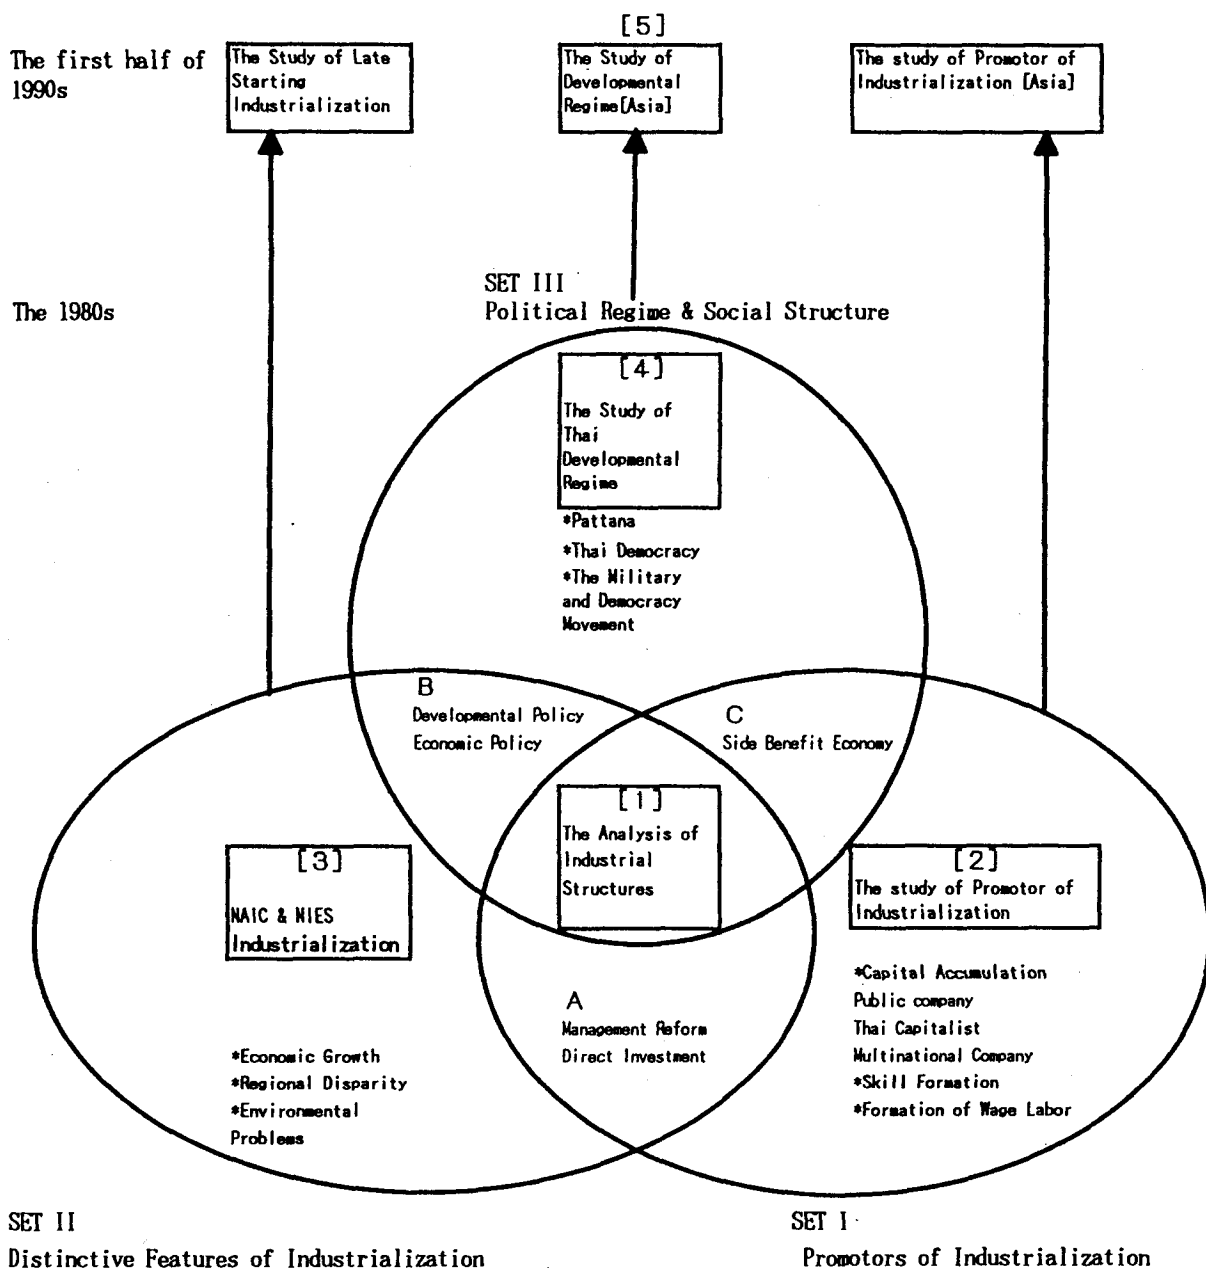 [5]
The first half of
1990s
The Study of Late
Starting
Industrialization
The Study of
Developmental
Regime[Asia]
The study of Promotor of
Industrialization [Asia]
SET III
Political Regime & Social Structure
The 1980s
[4]
The Study of
Thai
Developmental
Regime
*Pattana
*Thai Democracy
*The Military
and Democracy
Movement
B
Developmental Policy
Economic Policy
C
Side Benefit Economy
[1]
The Analysis of
Industrial
Structures
[3]
NAIC & NIES
Industrialization
[2]
The study of Promotor of
Industrialization
A
Management Reform
Direct Investment
*Economic Growth
*Regional Disparity
*Environmental
Problems
*Capital Accumulation
Public company
Thai Capitalist
Multinational Company
*Skill Formation
*Formation of Wage Labor
SET II
Distinctive Features of Industrialization
SET I
Promotors of Industrialization